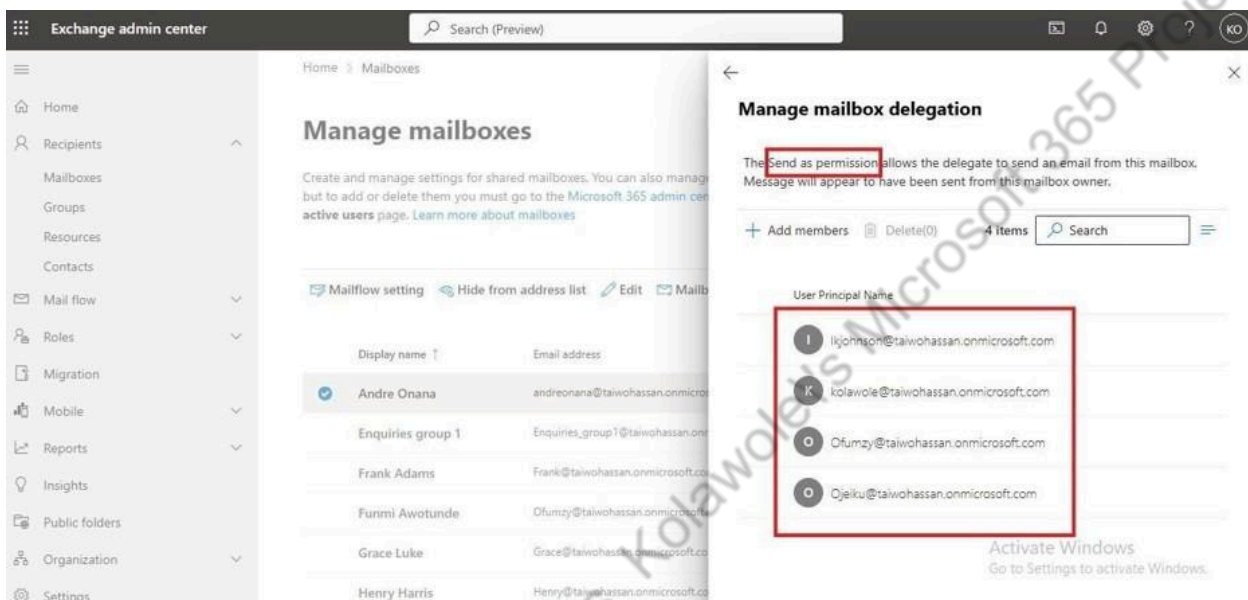 Exchange admin center
Search (Preview)
KO
Home
Recipients
Mailboxes
Groups
Resources
Contacts
Mail flow
Roles
Migration
Mobile
Reports
Insights
Public folders
Organization
Settings
Home > Mailboxes
Manage mailboxes
Create and manage settings for shared mailboxes. You can also manag
but to add or delete them you must go to the Microsoft 365 admin cen
active users page. Learn more about mailboxes
Mailflow setting Hide from address list Edit Mailb
Display name ↑ Email address
Andre Onana andreonana@taiwohassan.onmicros
Enquiries group 1 Enquiries_group1@taiwohassan.onr
Frank Adams Frank@taiwohassan.onmicrosoft.co
Funmi Awotunde Ofumzy@taiwohassan.onmicrosoft
Grace Luke Grace@taiwohassan.onmicrosoft.co
Henry Harris Henry@taiwohassan.onmicrosoft.co
Manage mailbox delegation
The Send as permission allows the delegate to send an email from this mailbox.
Message will appear to have been sent from this mailbox owner.
Add members Delete(0) 4 items Search
User Principal Name
I Ikjohnson@taiwohassan.onmicrosoft.com
K kolawole@taiwohassan.onmicrosoft.com
O Ofumzy@taiwohassan.onmicrosoft.com
O Ojeiku@taiwohassan.onmicrosoft.com
Activate Windows
Go to Settings to activate Windows.
Kolawole's Microsoft 365 Proje